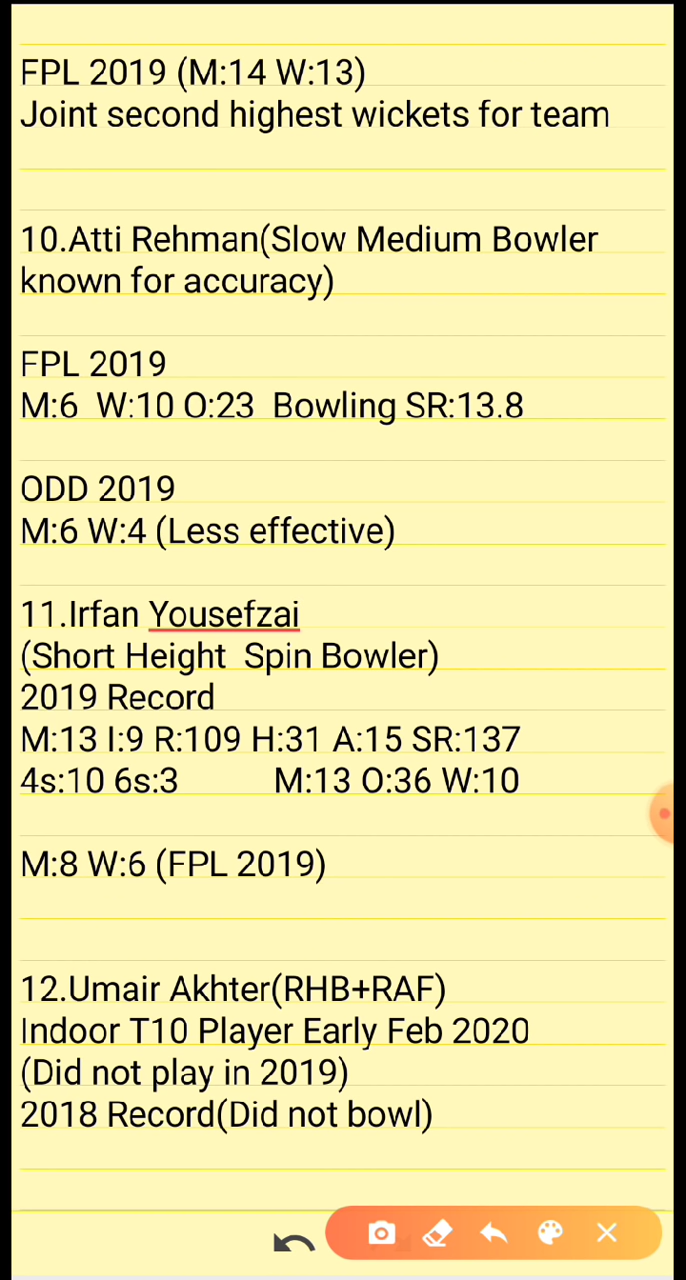 FPL 2019 (M:14 W:13)
Joint second highest wickets for team
10.Atti Rehman(Slow Medium Bowler
known for accuracy)
FPL 2019
M:6  W:10 O:23  Bowling SR:13.8
ODD 2019
M:6 W:4 (Less effective)
11.Irfan Yousefzai
(Short Height  Spin Bowler)
2019 Record
M:13 I:9 R:109 H:31 A:15 SR:137
4s:10 6s:3          M:13 O:36 W:10
M:8 W:6 (FPL 2019)
12.Umair Akhter(RHB+RAF)
Indoor T10 Player Early Feb 2020
(Did not play in 2019)
2018 Record(Did not bowl)